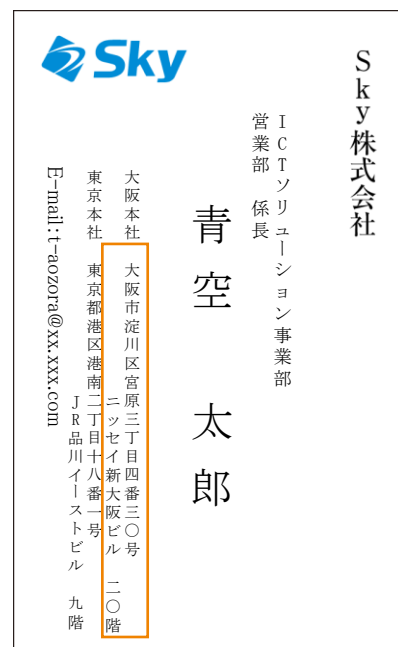 Sky
Sky株式会社
ICTソリューション事業部
営業部　係長
青空　太郎
大阪本社　大阪市淀川区宮原三丁目四番三〇号
ニッセイ新大阪ビル　二〇階
東京本社　東京都港区港南二丁目十八番一号
JR品川イーストビル　九階
E-mail:t-aozora@xx.xxx.com